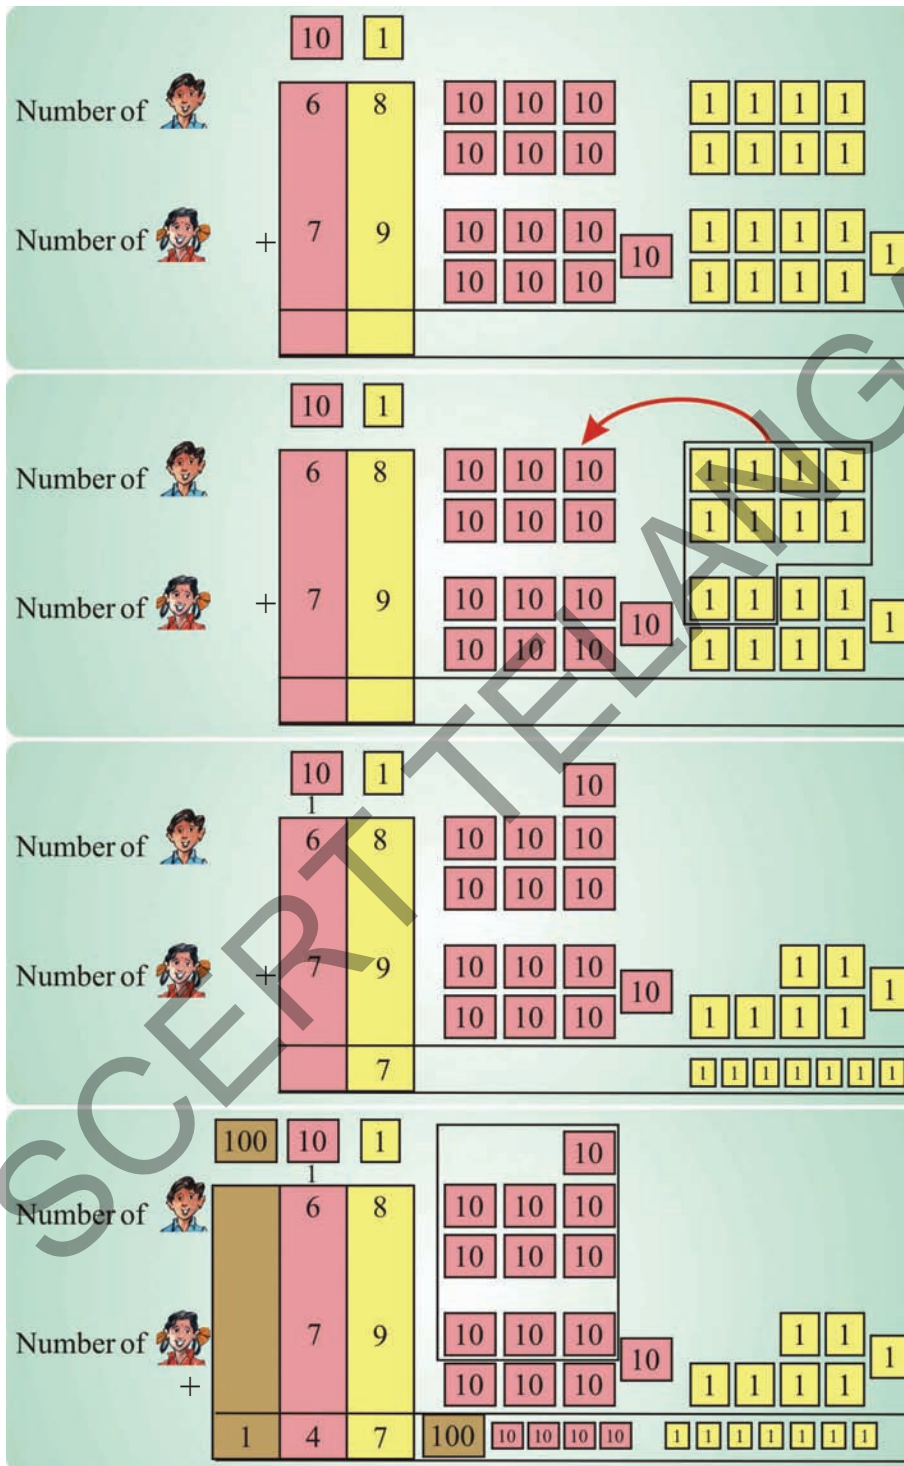 10 1
Number of 6 8 10 10 10 1 1 1 1
10 10 10 1 1 1 1
Number of + 7 9 10 10 10 10 1 1 1 1 1
10 10 10 1 1 1 1
10 1
Number of 6 8 10 10 10 1 1 1 1
10 10 10 1 1 1 1
Number of + 7 9 10 10 10 10 1 1 1 1 1
10 10 10 1 1 1 1
10 1 10
1
Number of 6 8 10 10 10
10 10 10
Number of + 7 9 10 10 10 10 1 1 1
10 10 10 1 1 1 1
7 1 1 1 1 1 1 1
100 10 1 10
1
Number of 6 8 10 10 10
10 10 10
Number of 7 9 10 10 10 10 1 1 1
+ 10 10 10 1 1 1 1
1 4 7 100 10 10 10 10 1 1 1 1 1 1 1
SCERT TELANGA